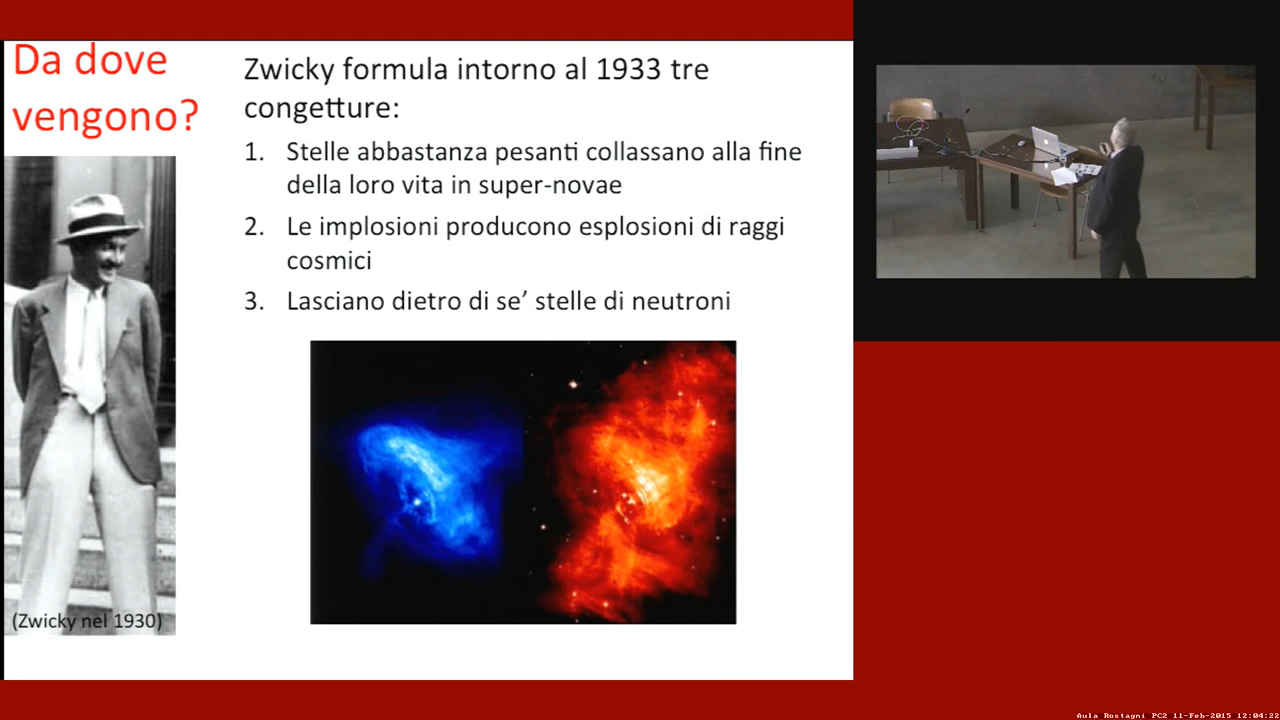 Da dove
vengono?
Zwicky formula intorno al 1933 tre
congetture:
1. Stelle abbastanza pesanti collassano alla fine
della loro vita in super-novae
2. Le implosioni producono esplosioni di raggi
cosmici
3. Lasciano dietro di se’ stelle di neutroni
(Zwicky nel 1930)
Aula Rostagni PC2 11-Feb-2015 12:04:22